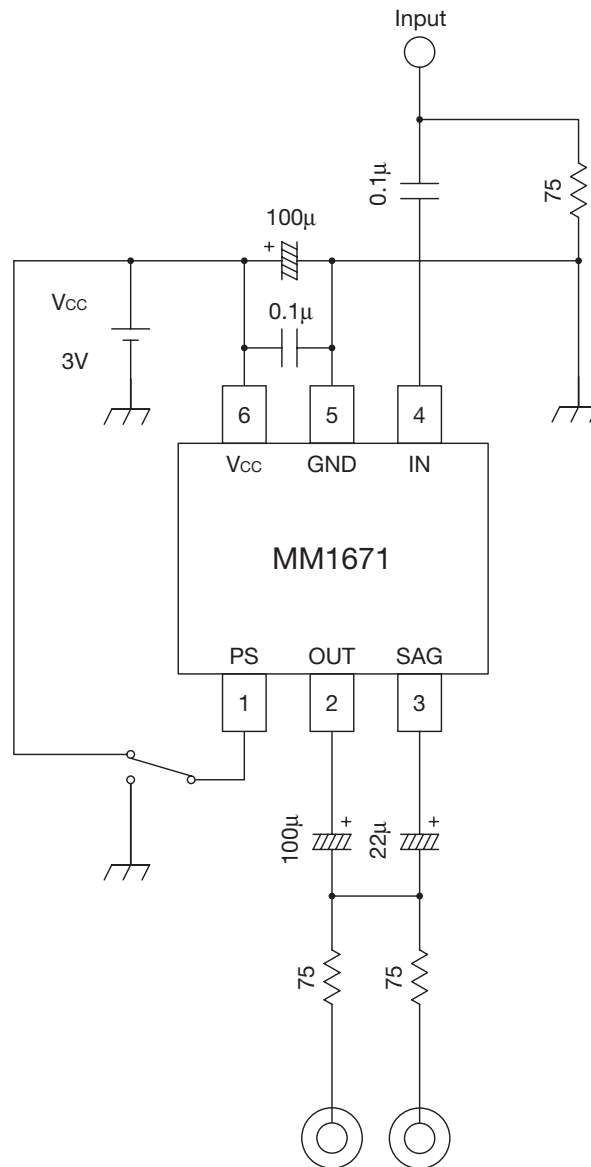 Input
0.1μ
75
100μ
VCC
0.1μ
3V
6
5
4
VCC
GND
IN
MM1671
PS
OUT
SAG
1
2
3
+
100μ
+
22μ
+
75
75